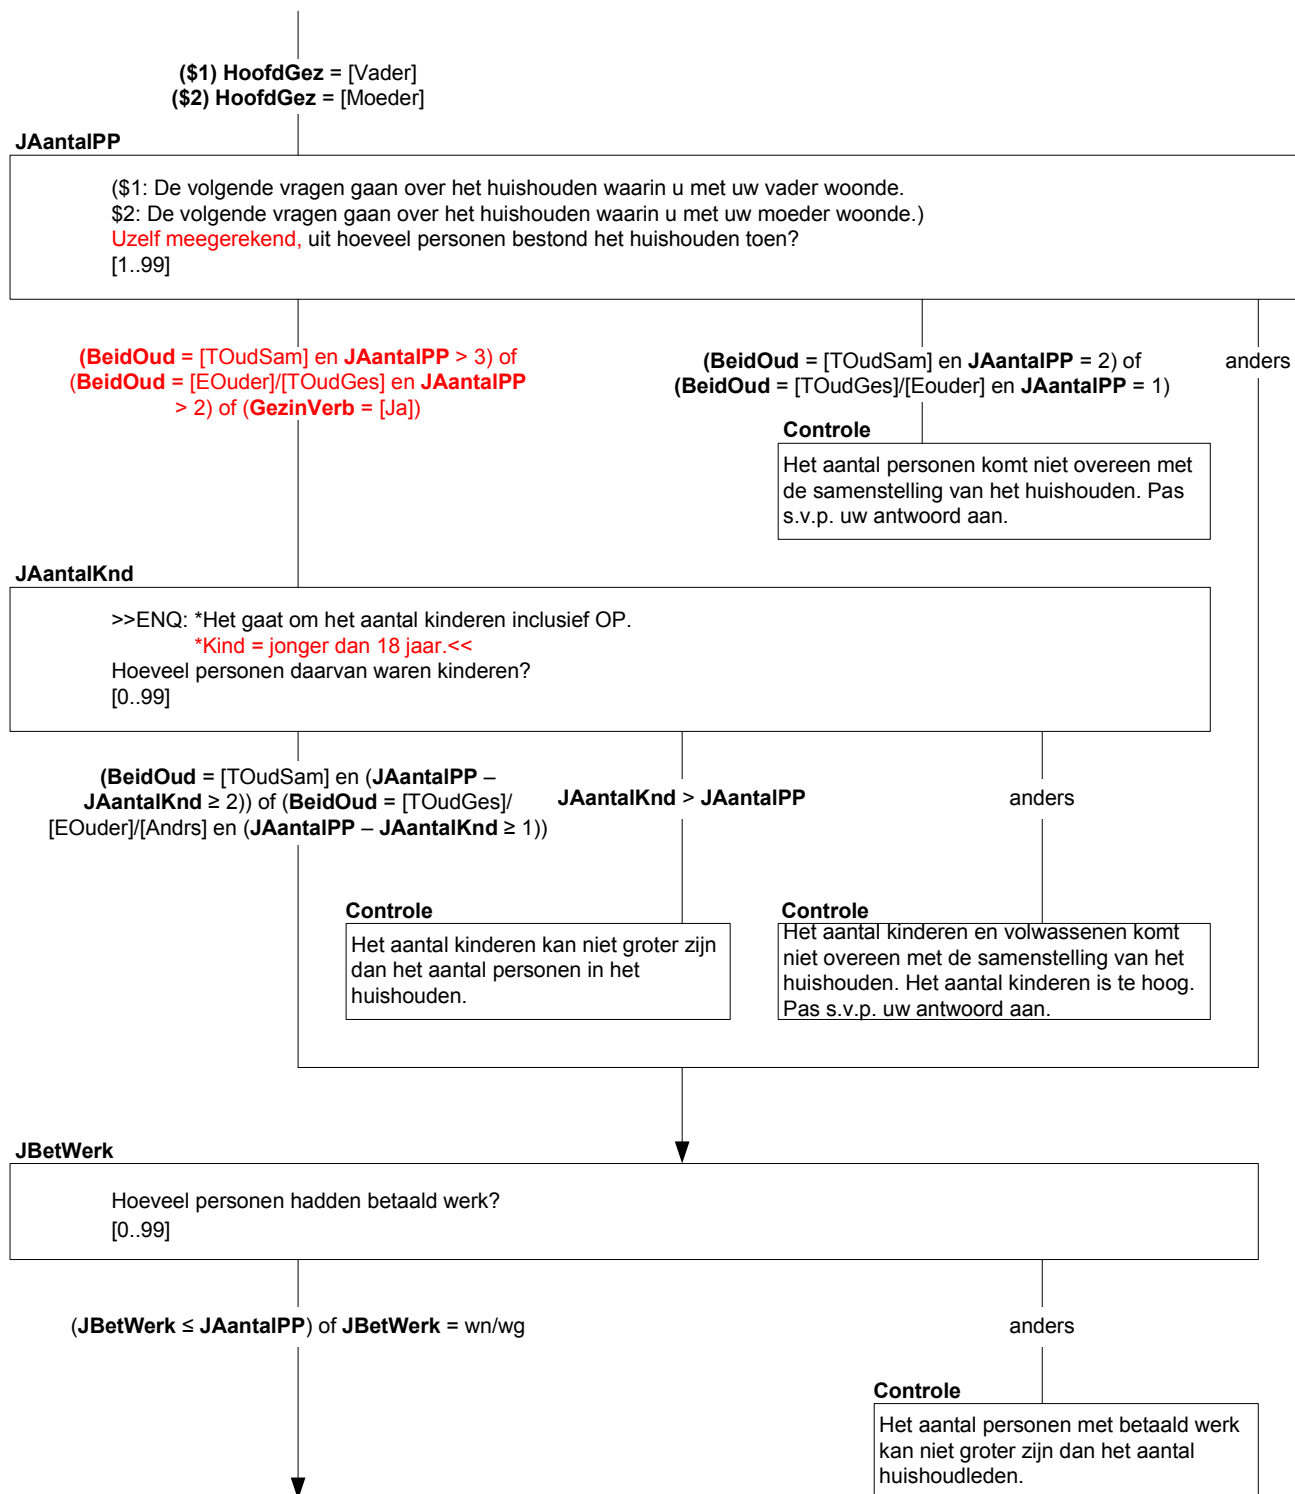 ($1) HoofdGez = [Vader]
($2) HoofdGez = [Moeder]
JAantalPP
($1: De volgende vragen gaan over het huishouden waarin u met uw vader woonde.
$2: De volgende vragen gaan over het huishouden waarin u met uw moeder woonde.)
Uzelf meegerekend, uit hoeveel personen bestond het huishouden toen?
[1..99]
(BeidOud = [TOudSam] en JAantalPP > 3) of
(BeidOud = [EOuder]/[TOudGes] en JAantalPP
> 2) of (GezinVerb = [Ja])
(BeidOud = [TOudSam] en JAantalPP = 2) of
(BeidOud = [TOudGes]/[Eouder] en JAantalPP = 1)
anders
Controle
Het aantal personen komt niet overeen met
de samenstelling van het huishouden. Pas
s.v.p. uw antwoord aan.
JAantalKnd
>>ENQ: *Het gaat om het aantal kinderen inclusief OP.
*Kind = jonger dan 18 jaar.<<
Hoeveel personen daarvan waren kinderen?
[0..99]
(BeidOud = [TOudSam] en (JAantalPP –
JAantalKnd ≥ 2)) of (BeidOud = [TOudGes]/
[EOuder]/[Andrs] en (JAantalPP – JAantalKnd ≥ 1))
JAantalKnd > JAantalPP
anders
Controle
Het aantal kinderen kan niet groter zijn
dan het aantal personen in het
huishouden.
Controle
Het aantal kinderen en volwassenen komt
niet overeen met de samenstelling van het
huishouden. Het aantal kinderen is te hoog.
Pas s.v.p. uw antwoord aan.
JBetWerk
Hoeveel personen hadden betaald werk?
[0..99]
(JBetWerk ≤ JAantalPP) of JBetWerk = wn/wg
anders
Controle
Het aantal personen met betaald werk
kan niet groter zijn dan het aantal
huishoudleden.